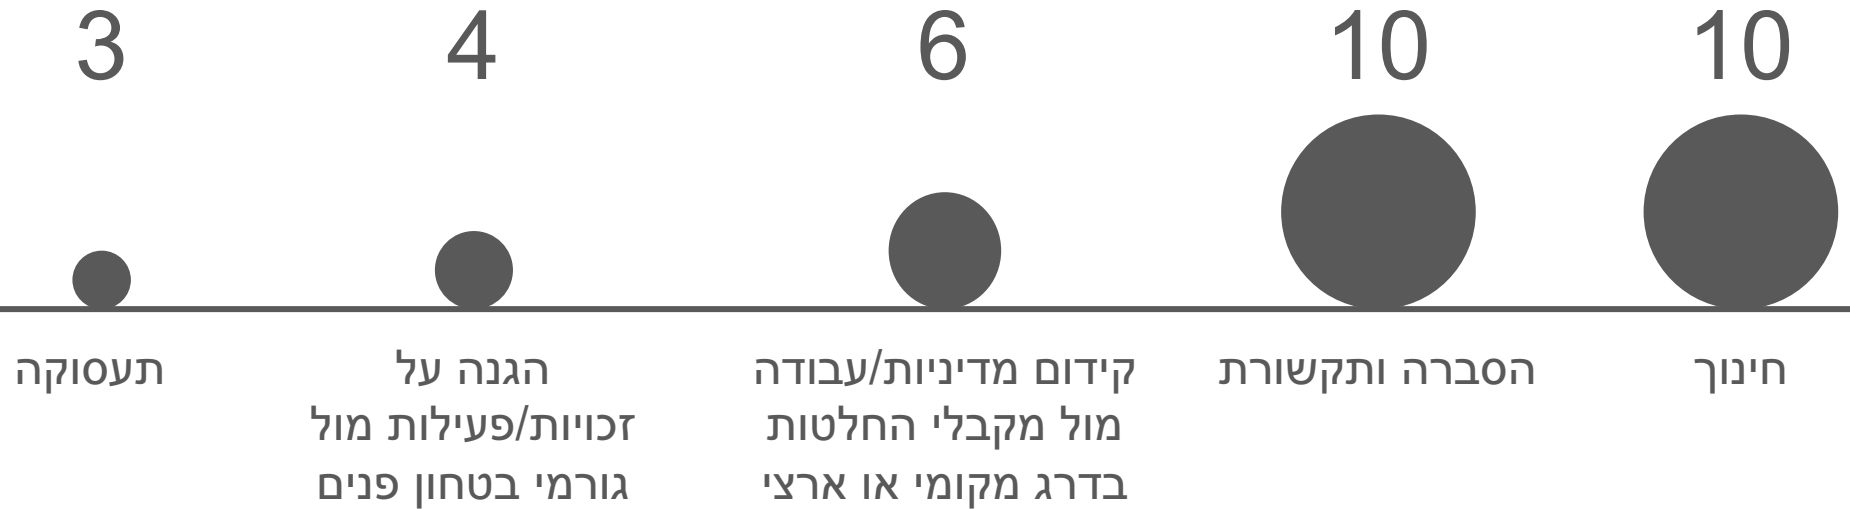 10
10
6
4
3
חינוך
הסברה ותקשורת
קידום מדיניות/עבודה
מול מקבלי החלטות
בדרג מקומי או ארצי
הגנה על
זכויות/פעילות מול
גורמי בטחון פנים
תעסוקה